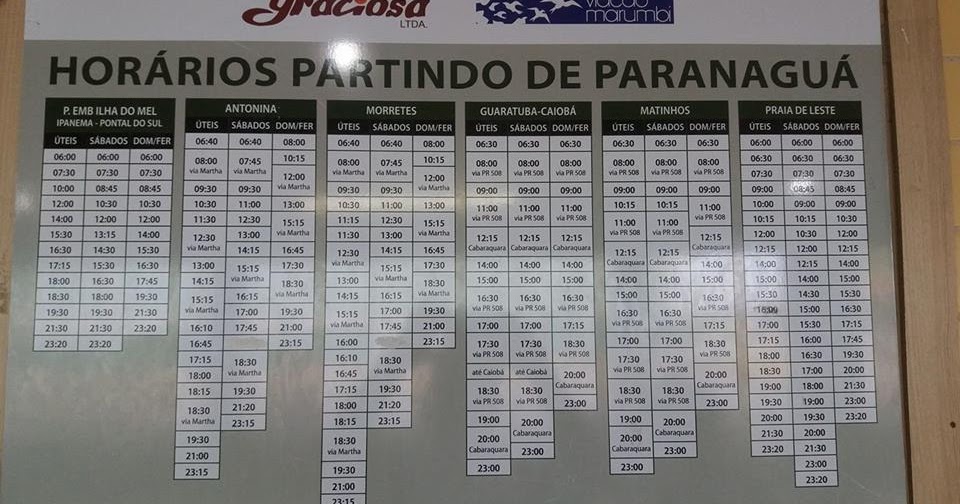 graciosa
LTDA.
viação
marumbi
HORÁRIOS PARTINDO DE PARANAGUÁ
P. EMB ILHA DO MEL
IPANEMA - PONTAL DO SUL
ÚTEIS
06:00
07:30
10:00
12:00
14:00
15:30
16:30
17:15
18:00
18:30
19:30
21:30
23:20
SÁBADOS
06:00
07:30
08:45
10:30
12:00
13:15
14:30
15:30
16:30
18:00
19:30
21:30
DOM/FER
06:00
07:30
08:45
10:30
12:00
14:00
15:30
16:30
17:45
19:30
21:30
23:20
ANTONINA
ÚTEIS
06:40
08:00
via Martha
09:30
10:30
11:30
12:30
via Martha
13:00
14:15
15:15
via Martha
16:10
16:45
17:15
18:00
18:15
18:30
via Martha
19:30
21:00
23:15
SÁBADOS
06:40
07:45
via Martha
09:30
11:00
12:30
13:00
14:15
15:15
via Martha
16:15
17:00
17:45
18:30
via Martha
19:30
21:20
23:15
DOM/FER
08:00
10:15
12:00
via Martha
13:00
15:15
via Martha
16:45
17:30
18:30
via Martha
19:30
21:00
23:15
MORRETES
ÚTEIS
06:40
08:00
via Martha
09:30
10:30
11:15
11:30
12:30
via Martha
13:00
14:15
15:15
via Martha
16:00
16:10
16:45
17:15
18:00
18:15
18:30
via Martha
19:30
21:00
23:15
SÁBADOS
06:40
07:45
via Martha
09:30
11:00
12:30
13:00
14:15
15:15
via Martha
16:15
17:00
17:45
18:30
via Martha
19:30
21:20
23:15
DOM/FER
08:00
10:15
12:00
via Martha
13:00
15:15
via Martha
16:45
17:30
18:30
via Martha
19:30
21:00
23:15
GUARATUBA-CAIOBÁ
ÚTEIS
06:30
08:00
via PR 508
09:00
11:00
via PR 508
12:15
Cabaraquara
14:00
15:00
16:30
via PR 508
17:00
17:30
via PR 508
até Caiobá
18:30
via PR 508
19:00
20:00
Cabaraquara
23:00
SÁBADOS
06:30
08:00
via PR 508
09:00
11:00
via PR 508
12:15
Cabaraquara
14:00
15:00
16:30
via PR 508
17:00
17:30
via PR 508
até Caiobá
18:30
via PR 508
20:00
Cabaraquara
23:00
DOM/FER
06:30
08:00
via PR 508
09:00
11:00
via PR 508
12:15
Cabaraquara
14:00
15:00
16:30
via PR 508
17:15
18:30
via PR 508
20:00
Cabaraquara
23:00
MATINHOS
ÚTEIS
06:30
08:00
via PR 508
09:00
10:15
11:00
via PR 508
12:15
Cabaraquara
14:00
15:00
16:30
via PR 508
17:00
17:30
via PR 508
18:30
via PR 508
19:00
20:00
Cabaraquara
23:00
SÁBADOS
06:30
08:00
via PR 508
09:00
10:15
11:00
via PR 508
12:15
Cabaraquara
14:00
15:00
16:30
via PR 508
17:00
17:30
via PR 508
18:30
via PR 508
20:00
Cabaraquara
23:00
DOM/FER
06:30
08:00
via PR 508
09:00
11:00
via PR 508
12:15
Cabaraquara
14:00
15:00
16:30
via PR 508
17:15
18:30
via PR 508
20:00
Cabaraquara
23:00
PRAIA DE LESTE
ÚTEIS
06:00
06:30
07:30
09:00
10:00
10:15
12:00
12:15
14:00
15:00
15:30
16:00
16:30
17:00
17:15
18:00
18:30
19:00
19:30
20:00
21:30
23:20
SÁBADOS
06:00
06:30
07:30
08:45
09:00
10:15
10:30
12:00
12:15
14:00
14:30
15:00
15:30
16:30
17:00
18:00
19:30
20:00
21:30
23:00
23:20
DOM/FER
06:00
06:30
07:30
08:45
09:00
10:30
12:00
12:15
14:00
15:00
15:30
16:30
17:15
17:45
19:30
20:00
21:30
23:00
23:20